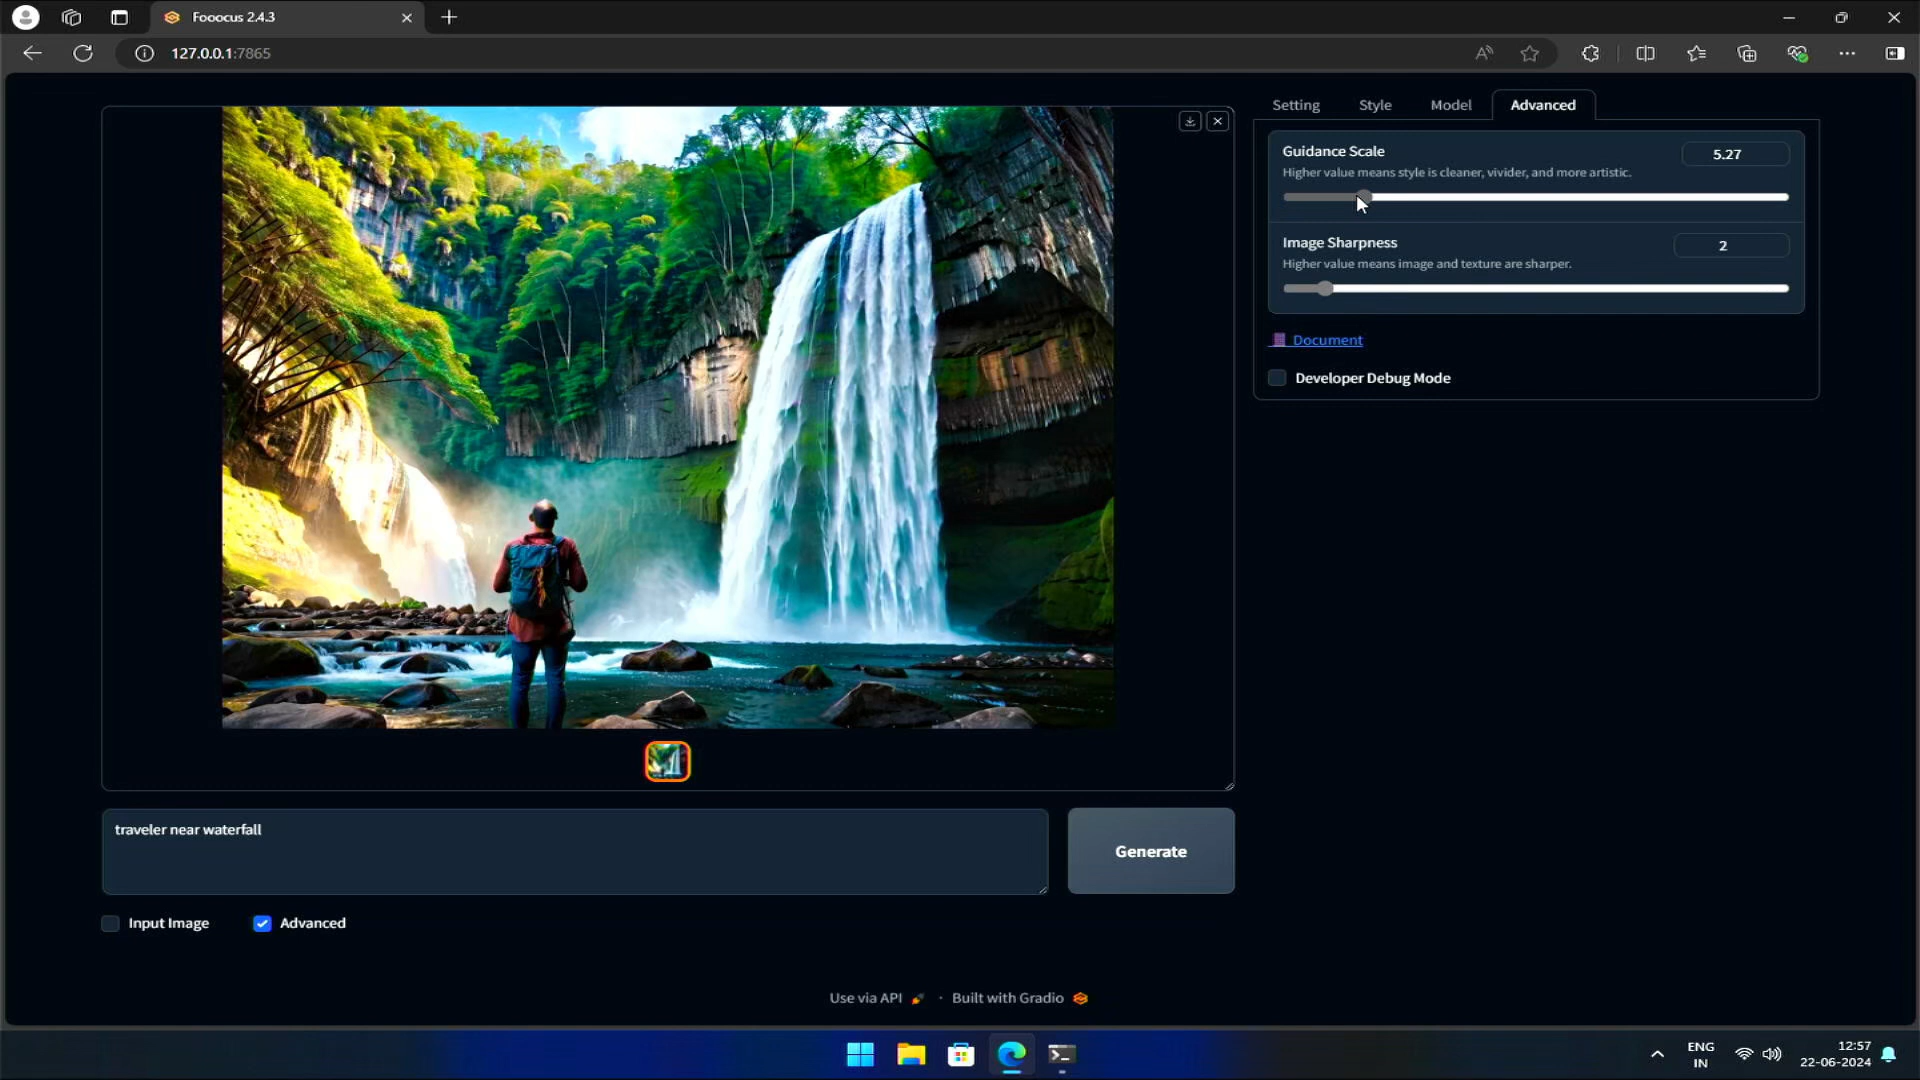 Fooocus 2.4.3
127.0.0.1:7865
Setting
Style
Model
Advanced
Guidance Scale
5.27
Higher value means style is cleaner, vivider, and more artistic.
Image Sharpness
2
Higher value means image and texture are sharper.
Document
Developer Debug Mode
traveler near waterfall
Generate
Input Image
Advanced
Use via API
· Built with Gradio
ENG
IN
12:57
22-06-2024